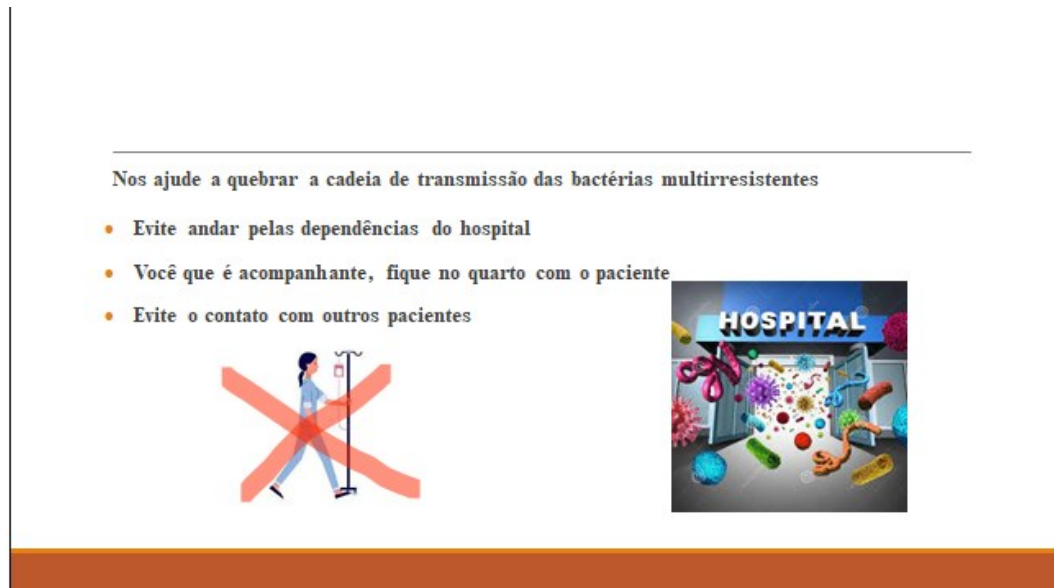 Nos ajude a quebrar a cadeia de transmissão das bactérias multirresistentes
Evite andar pelas dependências do hospital
Você que é acompanhante, fique no quarto com o paciente
Evite o contato com outros pacientes
HOSPITAL